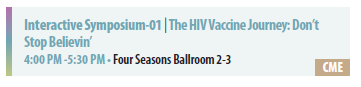 Interactive Symposium-01 | The HIV Vaccine Journey: Don't
Stop Believin'
4:00 PM -5:30 PM • Four Seasons Ballroom 2-3
CME